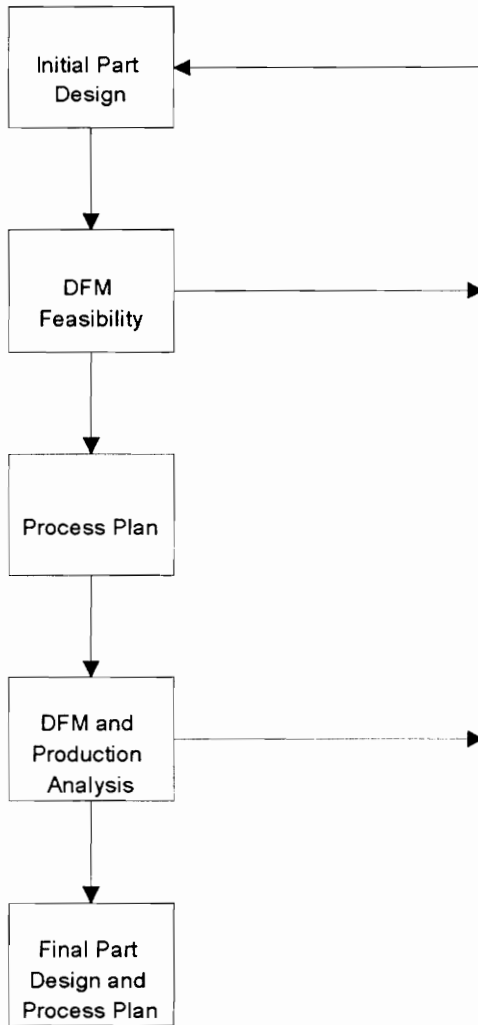 Initial Part
Design
DFM
Feasibility
Process Plan
DFM and
Production
Analysis
Final Part
Design and
Process Plan